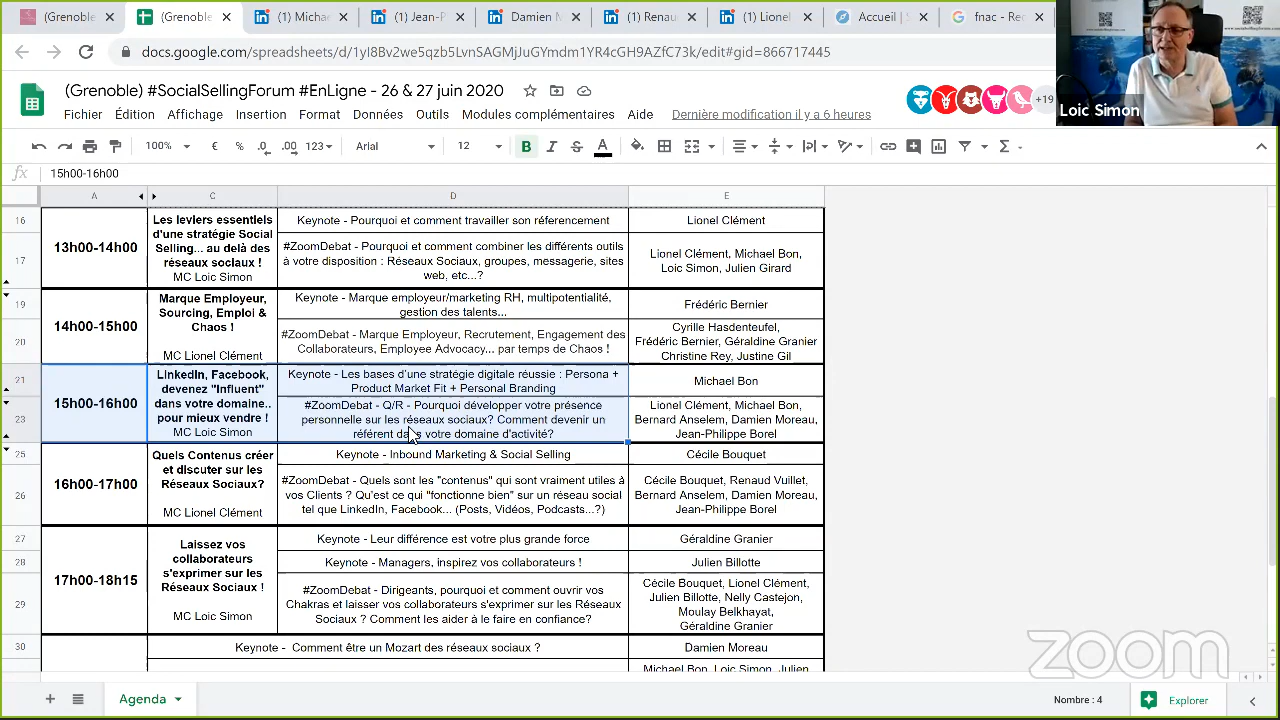 (Grenoble)
(Grenoble)
(1) Micha
(1) Jean-P
Damien M
(1) Renau
(1) Lionel
Accueil | S
fnac - Rec
docs.google.com/spreadsheets/d/1
edit#gid=896717445
(Grenoble) #SocialSellingForum #EnLigne - 26 & 27 juin 2020
+19
Loic Simon
Fichier Édition Affichage Insertion Format Modules complémentaires Aide Dernière modification il y a 6 heures
100% € % .0 .00 123 Arial 12 B I S A Σ
fx 15h00-16h00
A C D E
16
Les leviers essentiels
d'une stratégie Social
Selling... au delà des
réseaux sociaux !
MC Loic Simon
Keynote - Pourquoi et comment travailler son réferencement
Lionel Clément
13h00-14h00
17
#ZoomDebat - Pourquoi et comment combiner les différents outils
à votre disposition : Réseaux Sociaux, groupes, messagerie, sites
web, etc...?
Lionel Clément, Michael Bon,
Loic Simon, Julien Girard
19
14h00-15h00
Marque Employeur,
Sourcing, Emploi &
Chaos !
MC Lionel Clément
Keynote - Marque employeur/marketing RH, multipotentialité,
gestion des talents...
Frédéric Bernier
20
#ZoomDebat - Marque Employeur, Recrutement, Engagement des
Collaborateurs, Employee Advocacy... par temps de Chaos !
Cyrille Hasdenteufel,
Frédéric Bernier, Géraldine Granier
Christine Rey, Justine Gil
21
15h00-16h00
LinkedIn, Facebook,
devenez "Influent"
dans votre domaine..
pour mieux vendre !
MC Loic Simon
Keynote - Les bases d'une stratégie digitale réussie : Persona +
Product Market Fit + Personal Branding
Michael Bon
23
#ZoomDebat - Q/R - Pourquoi développer votre présence
personnelle sur les réseaux sociaux? Comment devenir un
référent dans votre domaine d'activité?
Lionel Clément, Michael Bon,
Bernard Anselem, Damien Moreau,
Jean-Philippe Borel
25
16h00-17h00
Quels Contenus créer
et discuter sur les
Réseaux Sociaux?
MC Lionel Clément
Keynote - Inbound Marketing & Social Selling
Cécile Bouquet
26
#ZoomDebat - Quels sont les "contenus" qui sont vraiment utiles à
vos Clients ? Qu'est ce qui "fonctionne bien" sur un réseau social
tel que LinkedIn, Facebook... (Posts, Vidéos, Podcasts...?)
Cécile Bouquet, Renaud Vuillet,
Bernard Anselem, Damien Moreau,
Jean-Philippe Borel
27
17h00-18h15
Laissez vos
collaborateurs
s'exprimer sur les
Réseaux Sociaux !
MC Loic Simon
Keynote - Leur différence est votre plus grande force
Géraldine Granier
28
Keynote - Managers, inspirez vos collaborateurs !
Julien Billotte
29
#ZoomDebat - Dirigeants, pourquoi et comment ouvrir vos
Chakras et laisser vos collaborateurs s'exprimer sur les Réseaux
Sociaux ? Comment les aider à le faire en confiance?
Cécile Bouquet, Lionel Clément,
Julien Billotte, Nelly Castejon,
Moulay Belkhayat,
Géraldine Granier
30
Keynote - Comment être un Mozart des réseaux sociaux ?
Damien Moreau
Michael Bon, Loic Simon, Julien
zoom
Agenda
Nombre : 4
Explorer